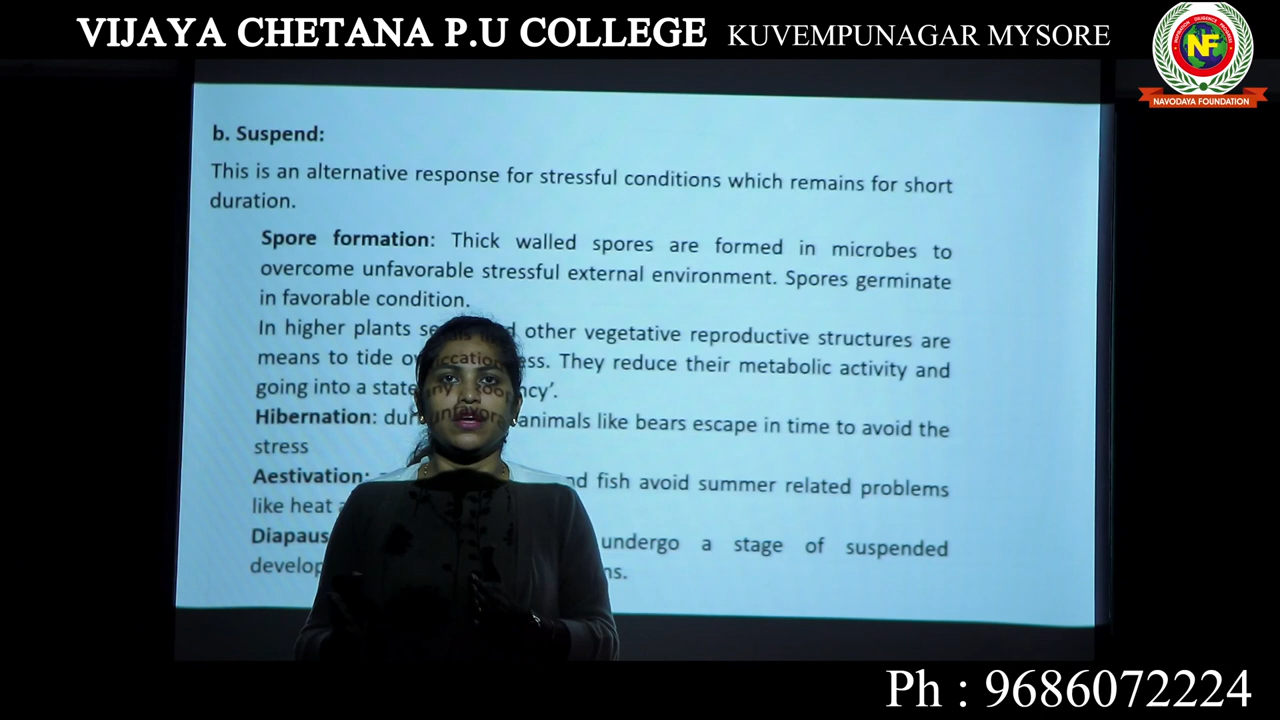 VIJAYA CHETANA P.U COLLEGE KUVEMPUNAGAR MYSORE
NF
NAVODAYA FOUNDATION
b. Suspend:
This is an alternative response for stressful conditions which remains for short
duration.
Spore formation: Thick walled spores are formed in microbes to
overcome unfavorable stressful external environment. Spores germinate
in favorable condition.
In higher plants other vegetative reproductive structures are
means to tide They reduce their metabolic activity and
going into a state
Hibernation: animals like bears escape in time to avoid the
stress
Aestivation: fish avoid summer related problems
like heat
undergo a stage of suspended
Ph : 9686072224